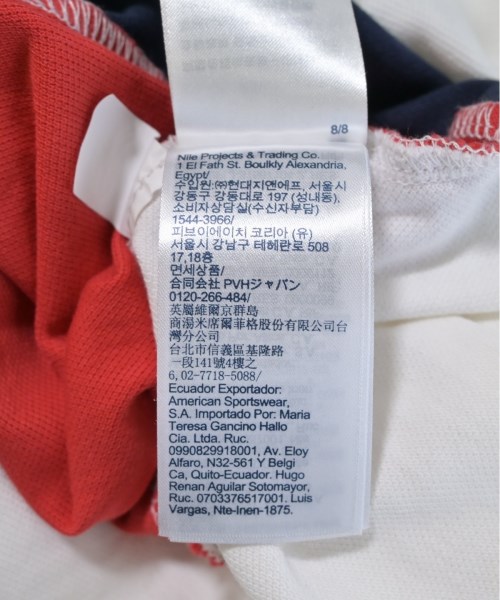 8/8
Nile Projects & Trading Co.
1 El Fath St. Boulkly Alexandria,
Egypt/
수입원:㈜현대지앤에프, 서울시
강동구 강동대로 197 (성내동),
소비자상담실(수신자부담)
1544-3966/
피브이에이치 코리아 (유)
서울시 강남구 테헤란로 508
17,18층
면세상품/
合同会社 PVHジャパン
0120-266-484/
英屬維爾京群島
商湯米席爾菲格股份有限公司台
灣分公司
台北市信義區基隆路
一段141號4樓之
6,02-7718-5088/
Ecuador Exportador:
American Sportswear,
S.A. Importado Por: Maria
Teresa Gancino Hallo
Cia. Ltda. Ruc.
0990829918001, Av. Eloy
Alfaro, N32-561 Y Belgi
Ca, Quito-Ecuador. Hugo
Renan Aguilar Sotomayor,
Ruc. 0703376517001. Luis
Vargas, Nte-Inen-1875.